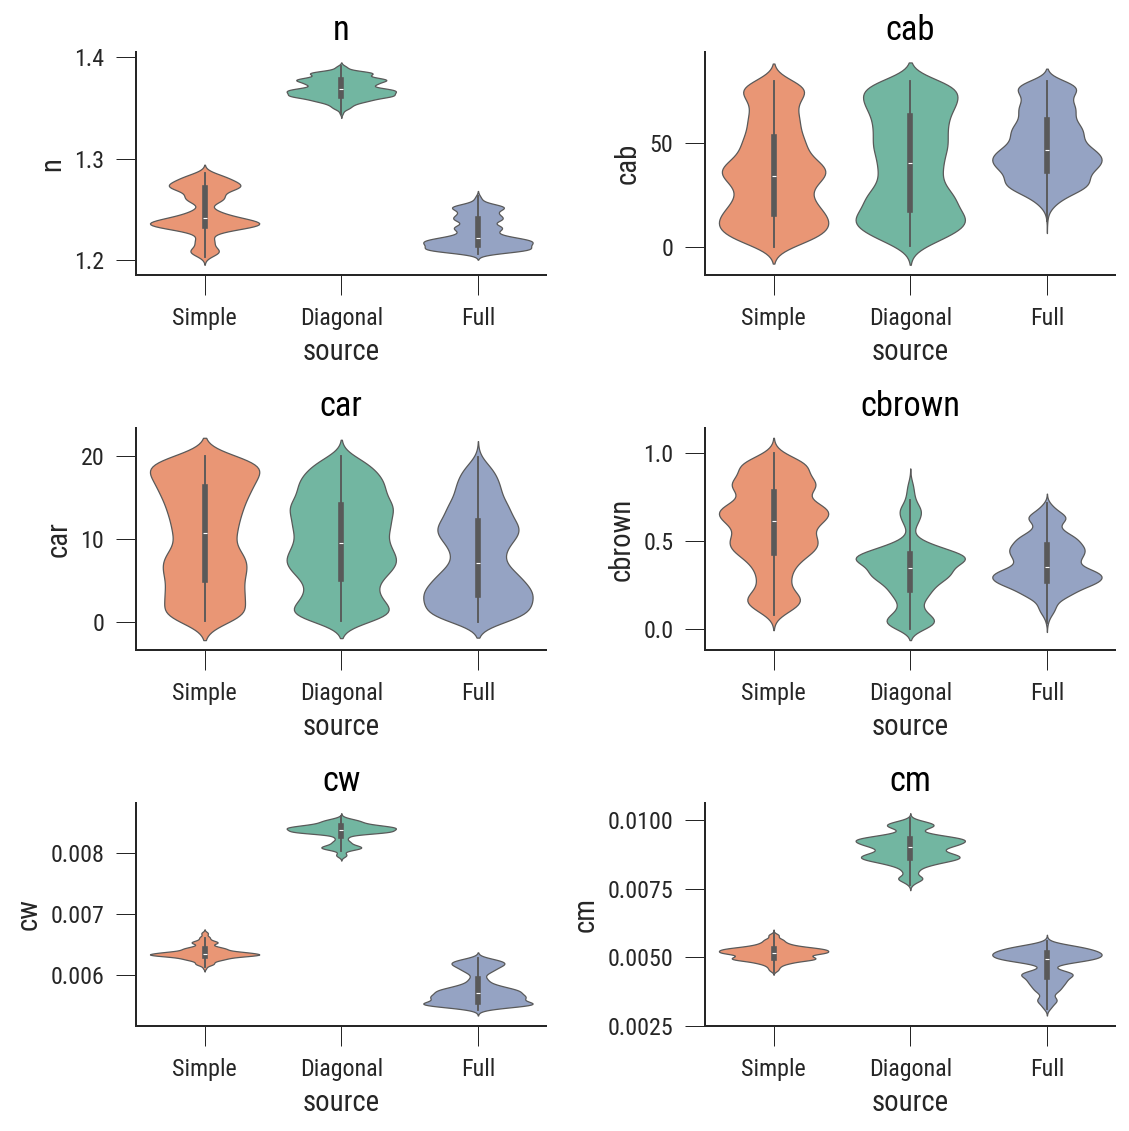 n
n
1.4
1.3
1.2
Simple
Diagonal
Full
source
cab
cab
50
0
Simple
Diagonal
Full
source
car
car
20
10
0
Simple
Diagonal
Full
source
cbrown
cbrown
1.0
0.5
0.0
Simple
Diagonal
Full
source
cw
cw
0.008
0.007
0.006
Simple
Diagonal
Full
source
cm
cm
0.0100
0.0075
0.0050
0.0025
Simple
Diagonal
Full
source